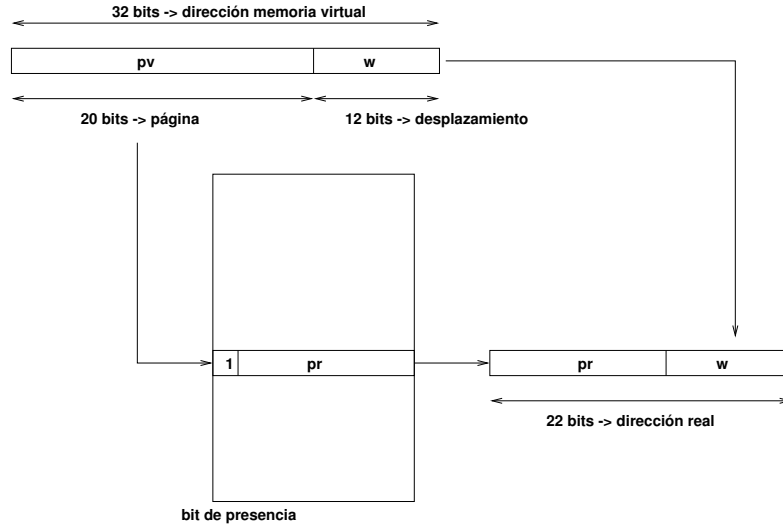 32 bits -> dirección memoria virtual
pv w
20 bits -> página 12 bits -> desplazamiento
1 pr pr w
22 bits -> dirección real
bit de presencia